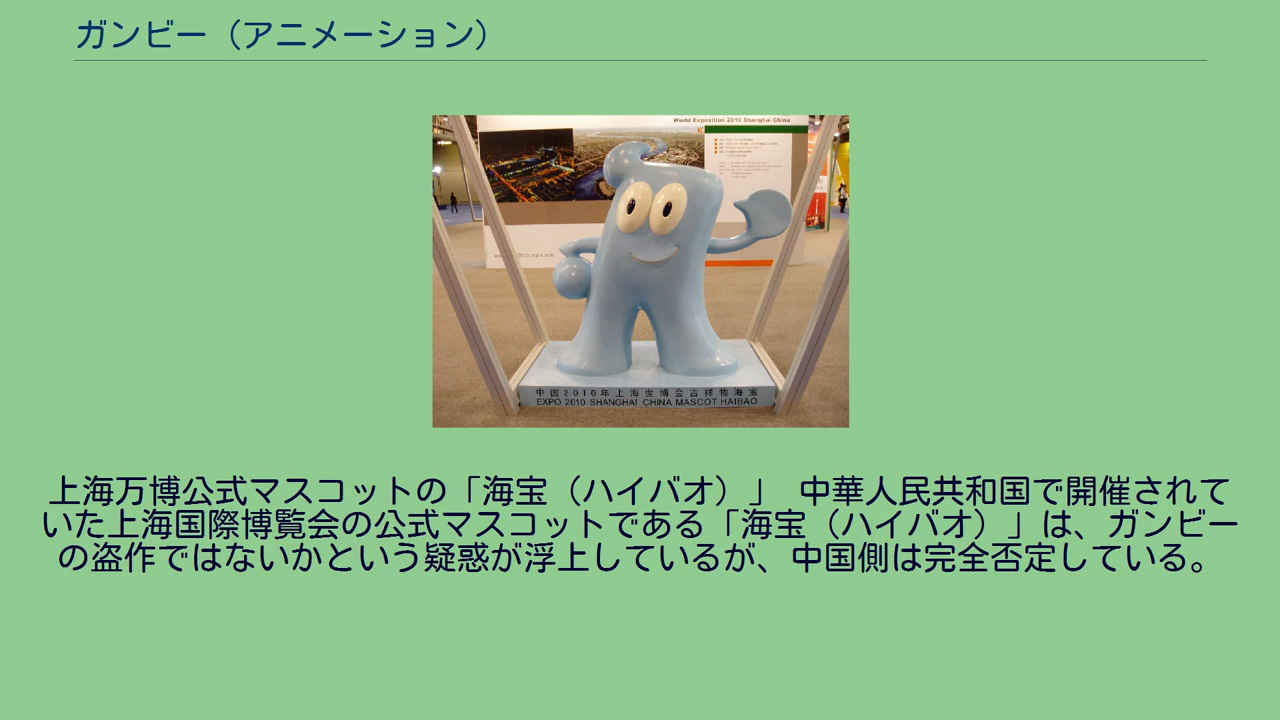 ガンビー（アニメーション）
World Exposition 2010 Shanghai China
中国2010年上海世博会吉祥物海宝
EXPO 2010 SHANGHAI CHINA MASCOT HAIBAO
上海万博公式マスコットの「海宝（ハイバオ）」 中華人民共和国で開催されて
いた上海国際博覧会の公式マスコットである「海宝（ハイバオ）」は、ガンビー
の盗作ではないかという疑惑が浮上しているが、中国側は完全否定している。